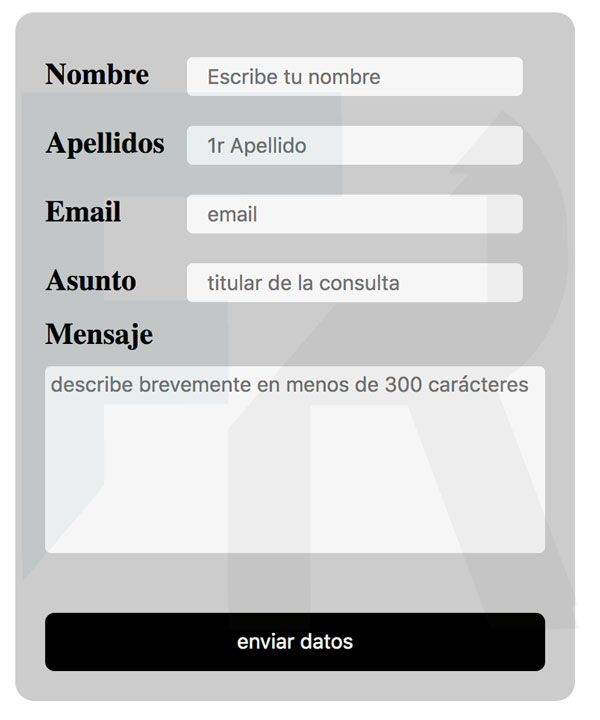 Nombre Escribe tu nombre
Apellidos 1r Apellido
Email email
Asunto titular de la consulta
Mensaje
describe brevemente en menos de 300 carácteres
enviar datos